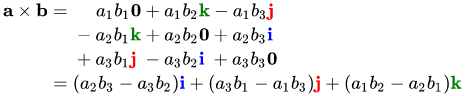 a × b = a₁b₁0 + a₁b₂k − a₁b₃j
− a₂b₁k + a₂b₂0 + a₂b₃i
+ a₃b₁j − a₃b₂i + a₃b₃0
= (a₂b₃ − a₃b₂)i + (a₃b₁ − a₁b₃)j + (a₁b₂ − a₂b₁)k